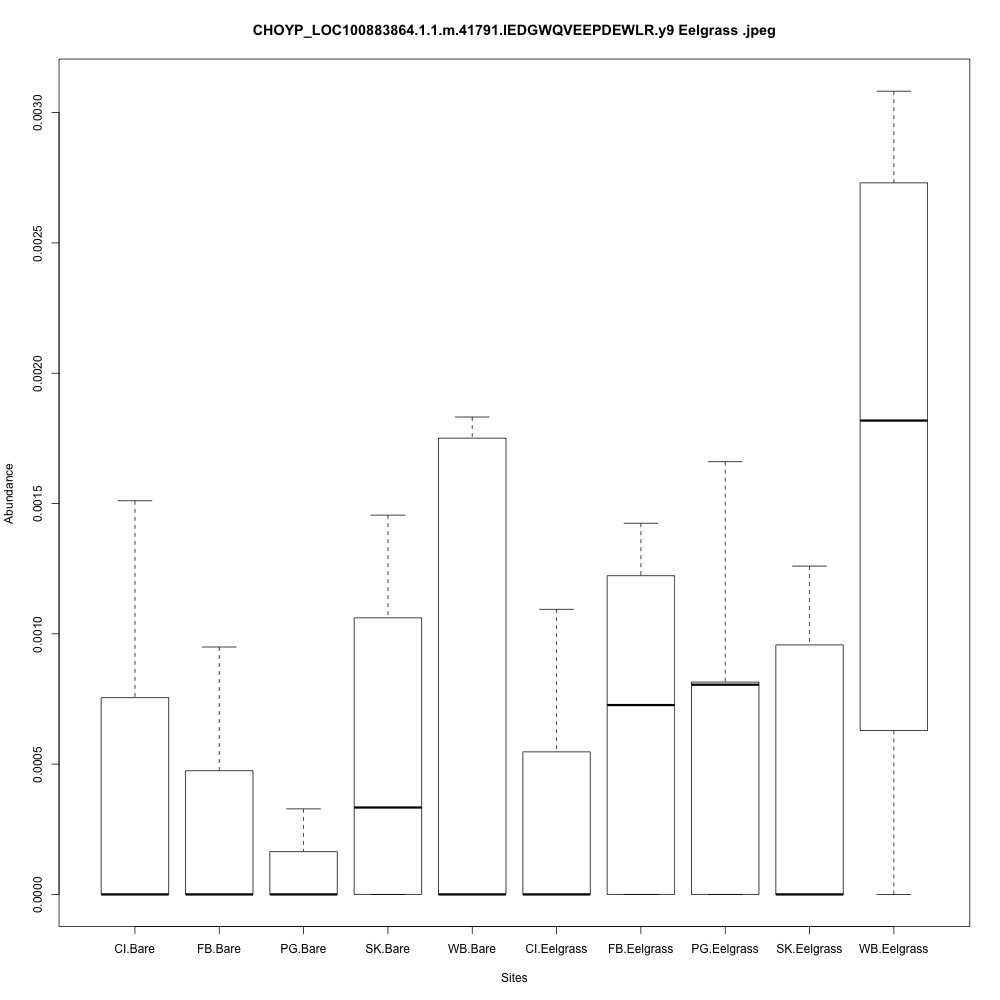 CHOYP_LOC100883864.1.1.m.41791.IEDGWQVEEPDEWLR.y9 Eelgrass .jpeg
0.0030
0.0025
0.0020
0.0015
0.0010
0.0005
0.0000
Abundance
CI.Bare FB.Bare PG.Bare SK.Bare WB.Bare CI.Eelgrass FB.Eelgrass PG.Eelgrass SK.Eelgrass WB.Eelgrass
Sites